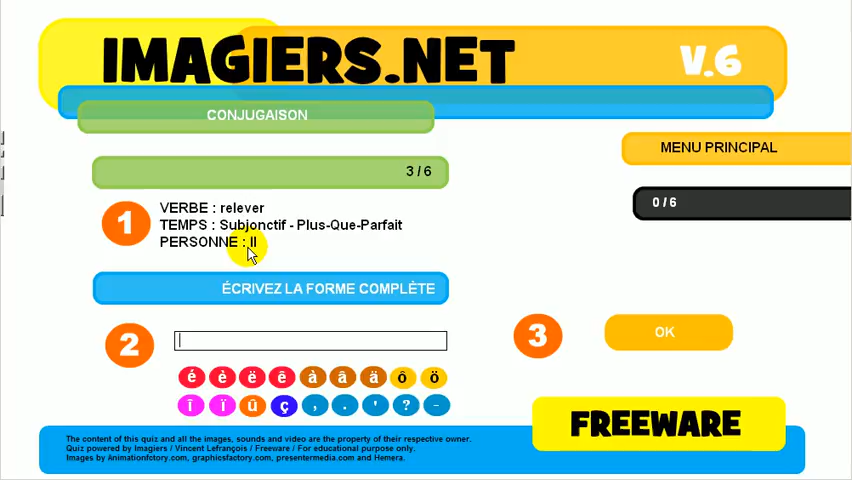 IMAGIERS.NET
V.6
CONJUGAISON
MENU PRINCIPAL
3 / 6
0 / 6
1
VERBE : relever
TEMPS : Subjonctif - Plus-Que-Parfait
PERSONNE : Il
ÉCRIVEZ LA FORME COMPLÈTE
2
3
OK
é è ë ê à â ä ô ö
î ï û ç , . ' ? -
FREEWARE
The content of this quiz and all the images, sounds and video are the property of their respective owner.
Quiz powered by Imagiers / Vincent Lefrançois / Freeware / For educational purpose only.
Images by Animationfctory.com, graphicsfactory.com, presentermedia.com and Hemera.